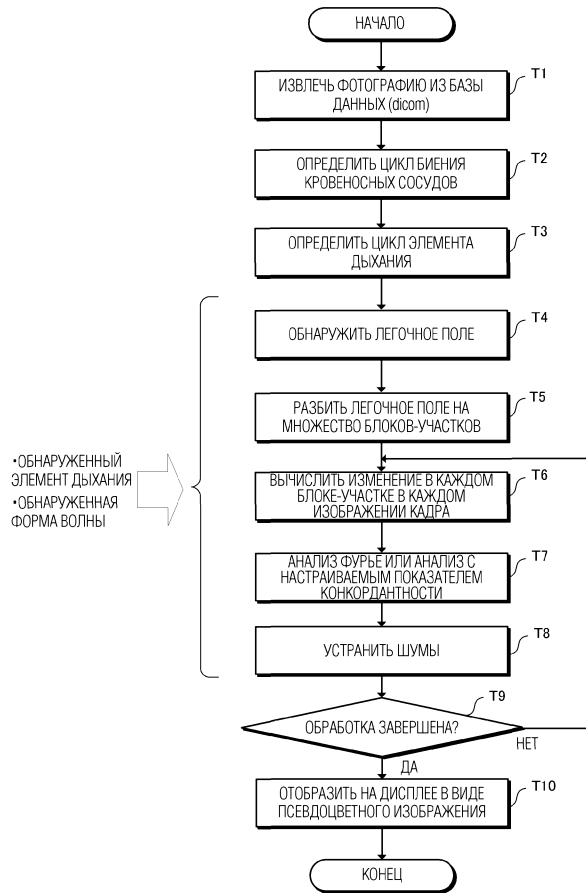 НАЧАЛО
T1
ИЗВЛЕЧЬ ФОТОГРАФИЮ ИЗ БАЗЫ
ДАННЫХ (dicom)
T2
ОПРЕДЕЛИТЬ ЦИКЛ БИЕНИЯ
КРОВЕНОСНЫХ СОСУДОВ
T3
ОПРЕДЕЛИТЬ ЦИКЛ ЭЛЕМЕНТА
ДЫХАНИЯ
T4
ОБНАРУЖИТЬ ЛЕГОЧНОЕ ПОЛЕ
T5
РАЗБИТЬ ЛЕГОЧНОЕ ПОЛЕ НА
МНОЖЕСТВО БЛОКОВ-УЧАСТКОВ
•ОБНАРУЖЕННЫЙ
ЭЛЕМЕНТ ДЫХАНИЯ
•ОБНАРУЖЕННАЯ
ФОРМА ВОЛНЫ
T6
ВЫЧИСЛИТЬ ИЗМЕНЕНИЕ В КАЖДОМ
БЛОКЕ-УЧАСТКЕ В КАЖДОМ
ИЗОБРАЖЕНИИ КАДРА
T7
АНАЛИЗ ФУРЬЕ ИЛИ АНАЛИЗ С
НАСТРАИВАЕМЫМ ПОКАЗАТЕЛЕМ
КОНКОРДАНТНОСТИ
T8
УСТРАНИТЬ ШУМЫ
T9
ОБРАБОТКА ЗАВЕРШЕНА?
НЕТ
ДА
T10
ОТОБРАЗИТЬ НА ДИСПЛЕЕ В ВИДЕ
ПСЕВДОЦВЕТНОГО ИЗОБРАЖЕНИЯ
КОНЕЦ